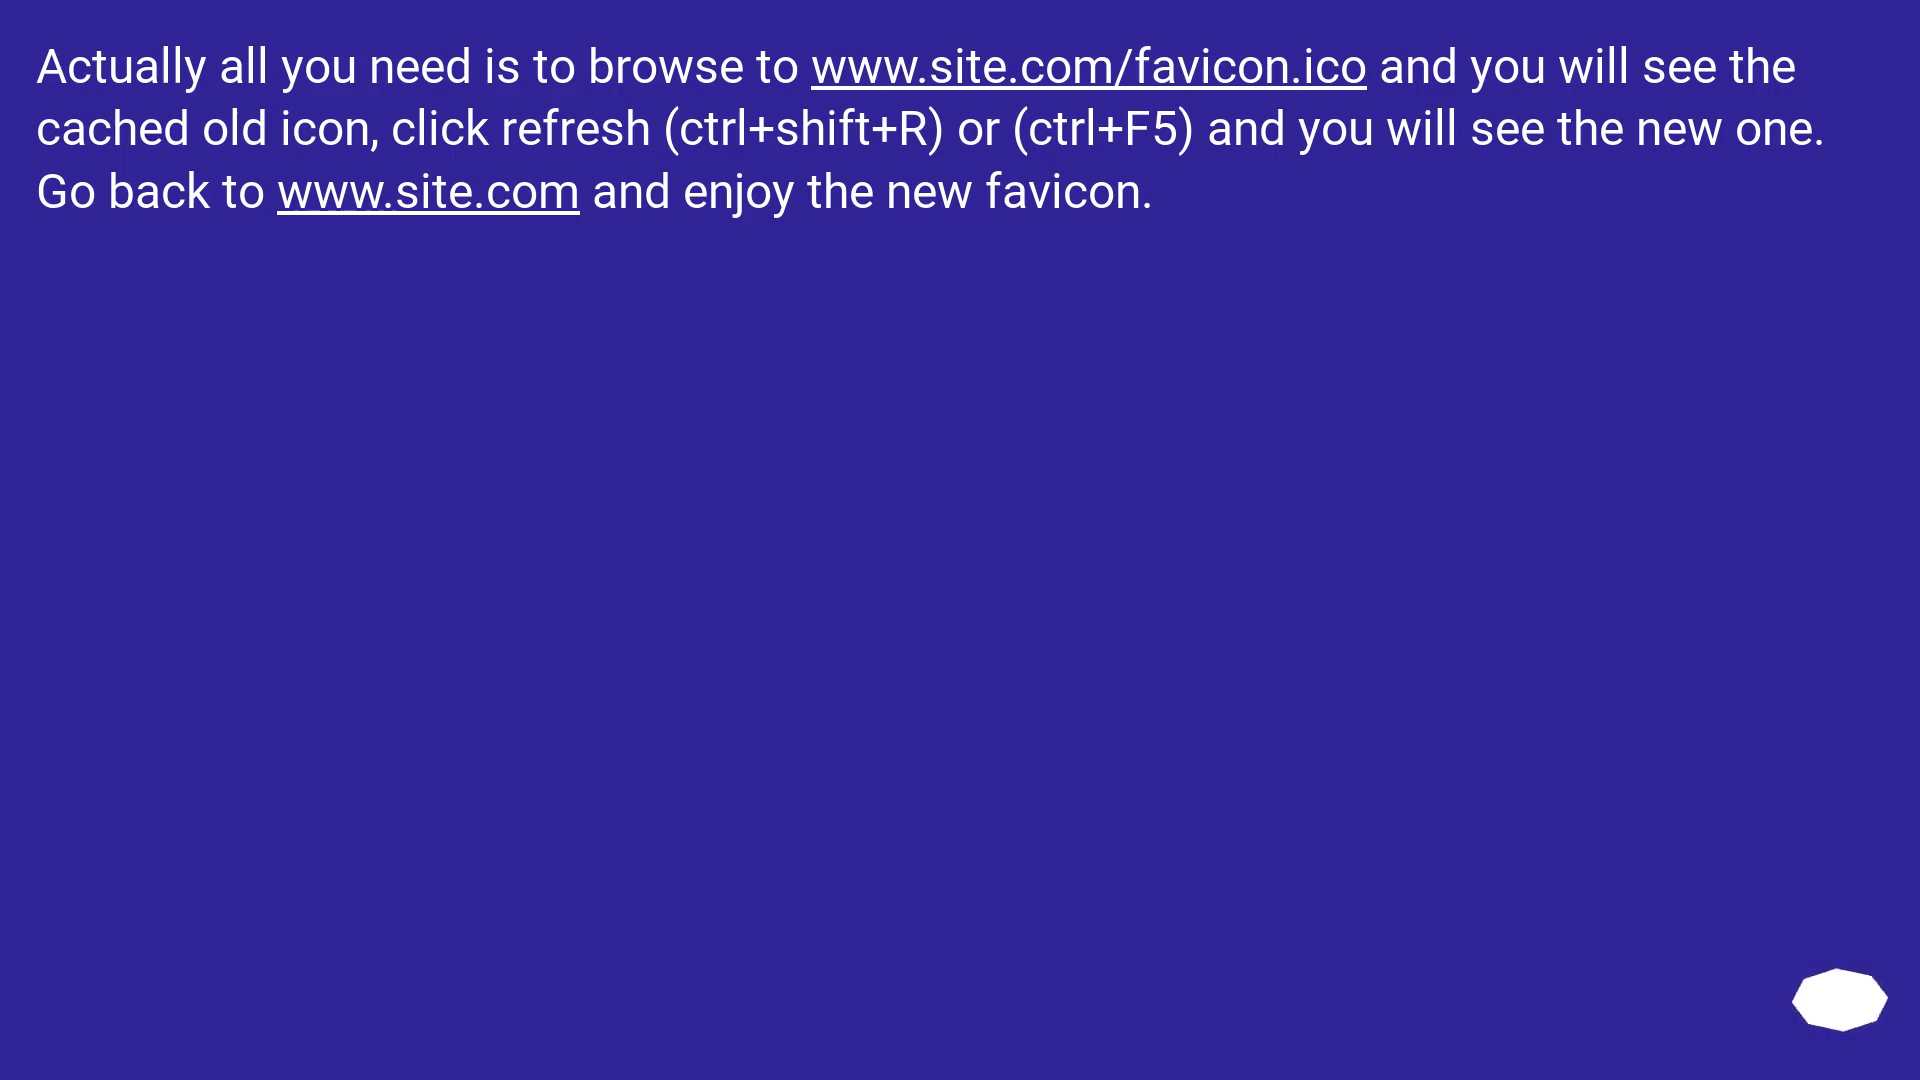 Actually all you need is to browse to www.site.com/favicon.ico and you will see the
cached old icon, click refresh (ctrl+shift+R) or (ctrl+F5) and you will see the new one.
Go back to www.site.com and enjoy the new favicon.